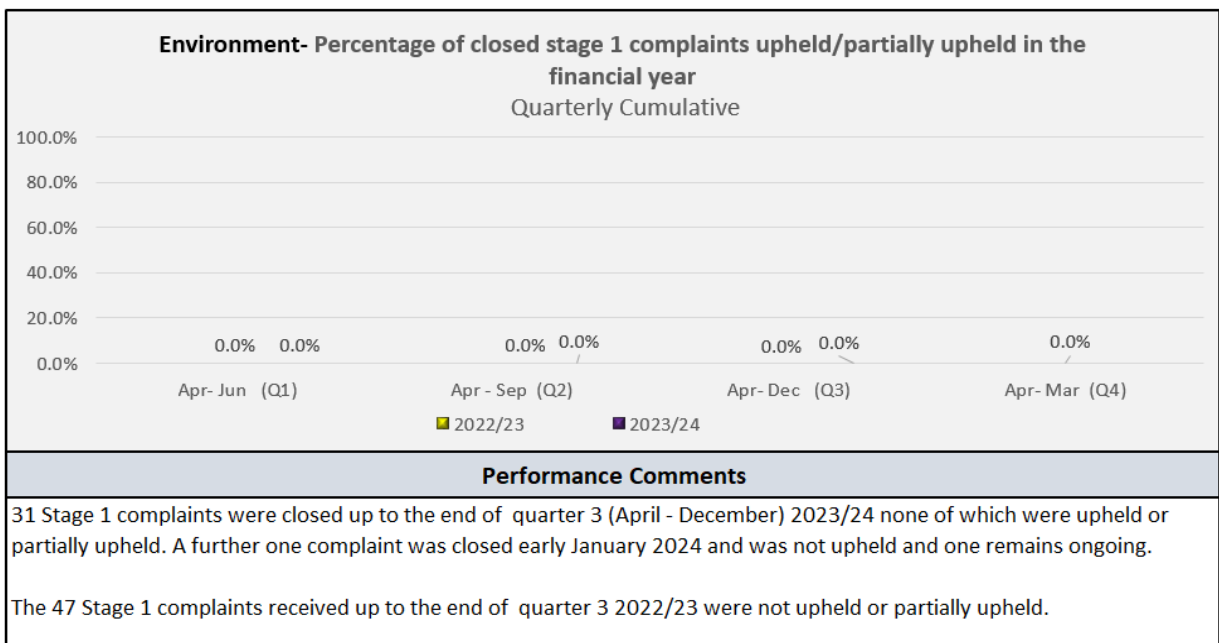 Environment- Percentage of closed stage 1 complaints upheld/partially upheld in the
financial year
Quarterly Cumulative
100.0%
80.0%
60.0%
40.0%
20.0%
0.0%
0.0% 0.0%
0.0% 0.0%
0.0% 0.0%
0.0%
Apr- Jun (Q1)
Apr - Sep (Q2)
Apr- Dec (Q3)
Apr- Mar (Q4)
2022/23
2023/24
Performance Comments
31 Stage 1 complaints were closed up to the end of quarter 3 (April - December) 2023/24 none of which were upheld or
partially upheld. A further one complaint was closed early January 2024 and was not upheld and one remains ongoing.
The 47 Stage 1 complaints received up to the end of quarter 3 2022/23 were not upheld or partially upheld.